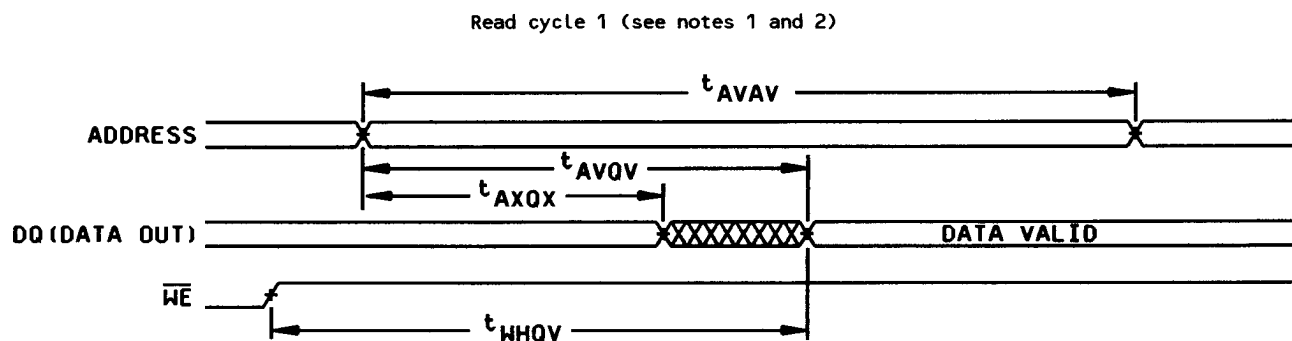 Read cycle 1 (see notes 1 and 2)
tAVAV
ADDRESS
tAVQV
tAXQX
DQ(DATA OUT)
DATA VALID
WE
tWHQV